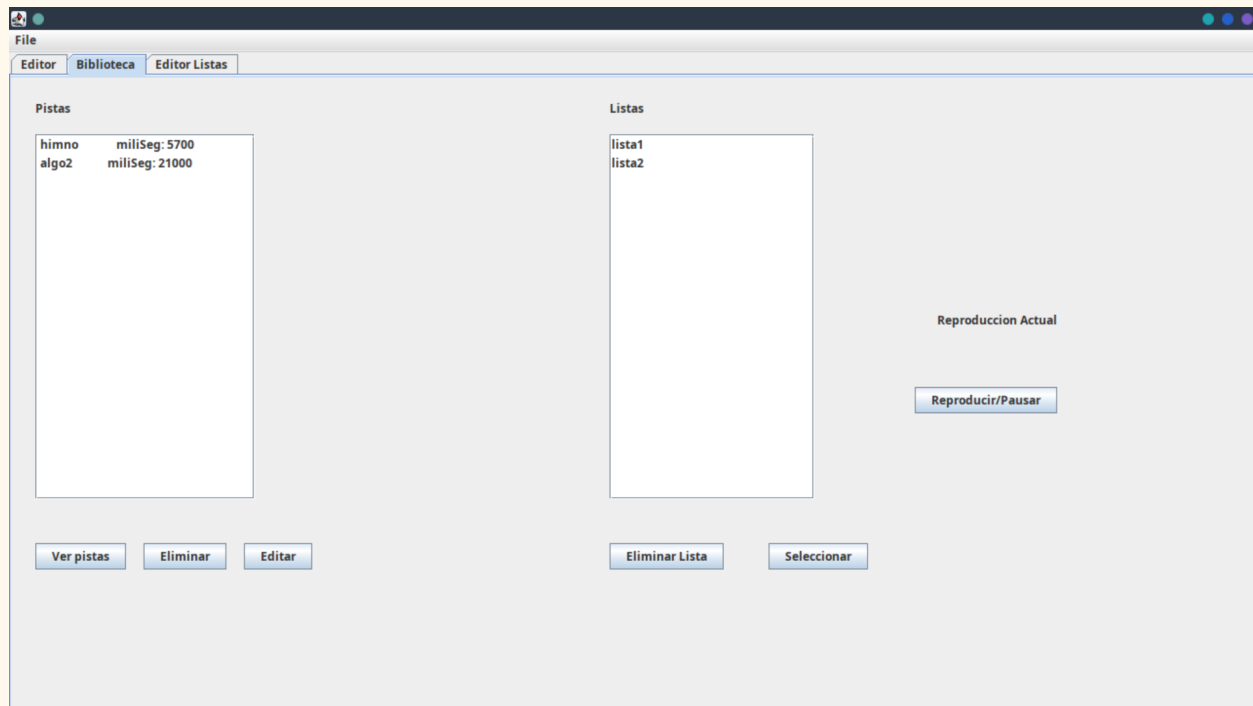 File
Editor Biblioteca Editor Listas
Pistas
himno miliSeg: 5700
algo2 miliSeg: 21000
Ver pistas Eliminar Editar
Listas
lista1
lista2
Eliminar Lista Seleccionar
Reproduccion Actual
Reproducir/Pausar